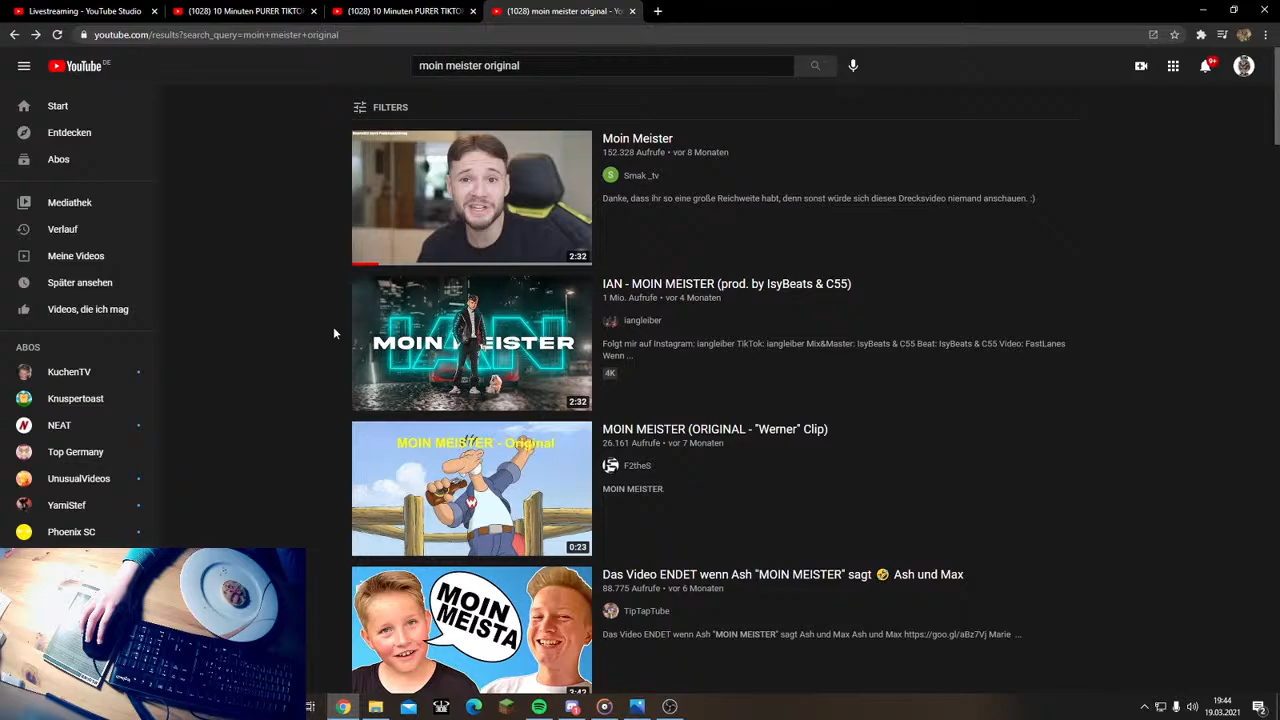 Livestreaming - YouTube Studio
(1028) 10 Minuten PURER TIKTO
(1028) 10 Minuten PURER TIKTO
(1028) moin meister original - Yo
youtube.com/results?search_query=moin+meister+original
YouTube DE
moin meister original
9+
Start
Entdecken
Abos
Mediathek
Verlauf
Meine Videos
Später ansehen
Videos, die ich mag
ABOS
KuchenTV
Knuspertoast
NEAT
Top Germany
UnusualVideos
YamiStef
Phoenix SC
FILTERS
2:32
Moin Meister
152.328 Aufrufe • vor 8 Monaten
S Smak _tv
Danke, dass ihr so eine große Reichweite habt, denn sonst würde sich dieses Drecksvideo niemand anschauen. :)
IAN
MOIN MEISTER
2:32
IAN - MOIN MEISTER (prod. by IsyBeats & C55)
1 Mio. Aufrufe • vor 4 Monaten
iangleiber
Folgt mir auf Instagram: iangleiber TikTok: iangleiber Mix&Master: IsyBeats & C55 Beat: IsyBeats & C55 Video: FastLanes
Wenn ...
4K
MOIN MEISTER - Original
W
0:23
MOIN MEISTER (ORIGINAL - "Werner" Clip)
26.161 Aufrufe • vor 7 Monaten
F2theS
MOIN MEISTER.
MOIN
MEISTA
3:42
Das Video ENDET wenn Ash "MOIN MEISTER" sagt 🤣 Ash und Max
88.775 Aufrufe • vor 6 Monaten
TipTapTube
Das Video ENDET wenn Ash "MOIN MEISTER" sagt Ash und Max Ash und Max https://goo.gl/aBz7Vj Marie ...
19:44
19.03.2021